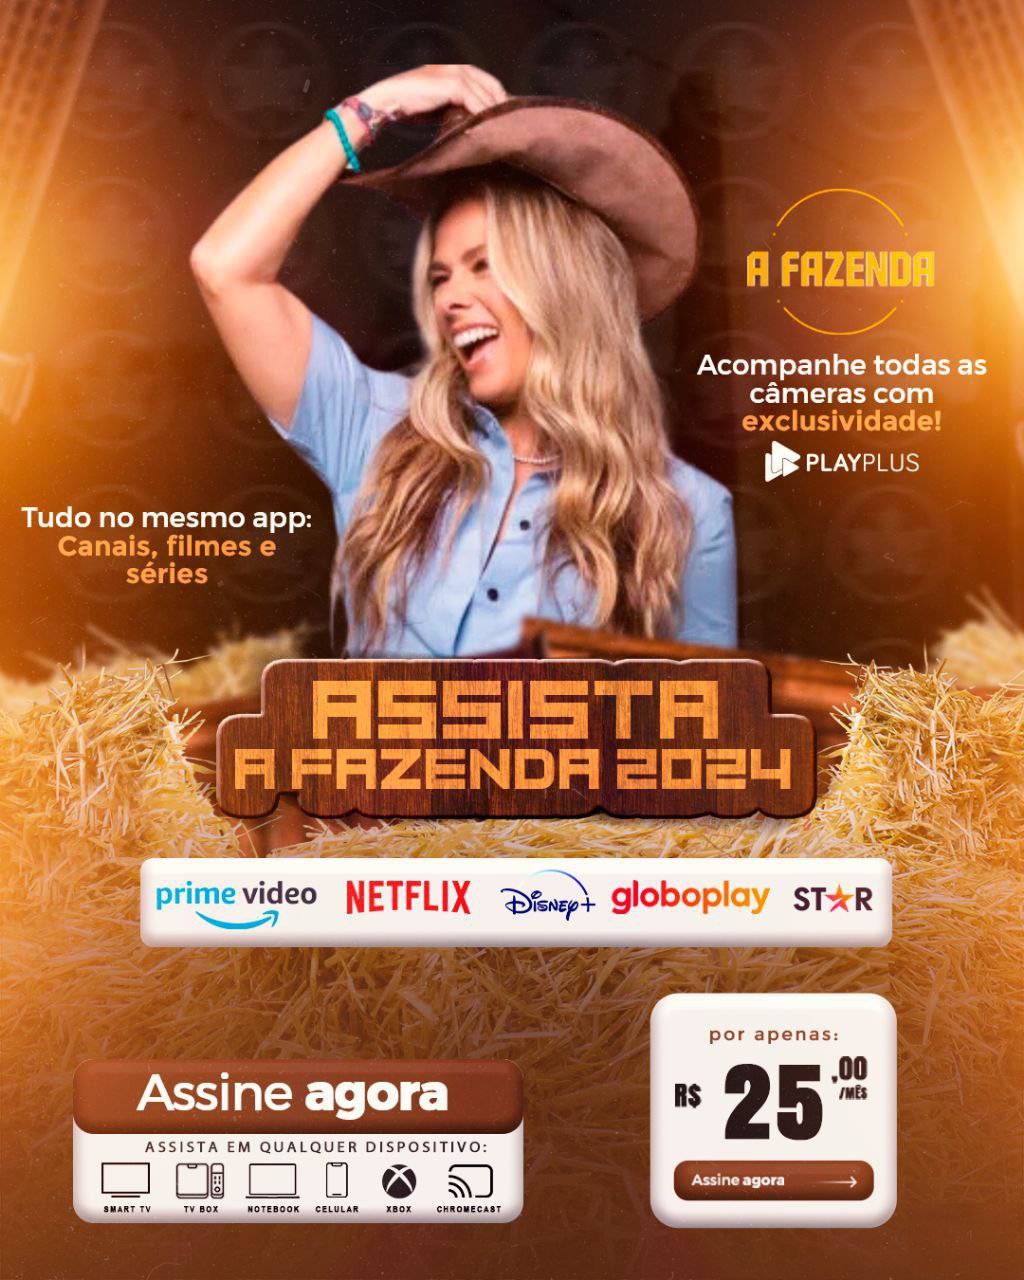 A FAZENDA
Acompanhe todas as
câmeras com
exclusividade!
PLAYPLUS
Tudo no mesmo app:
Canais, filmes e
séries
ASSISTA
A FAZENDA 2024
prime video NETFLIX Disney+ globoplay STAR
por apenas:
R$ 25,00
/MÊS
Assine agora
Assine agora
ASSISTA EM QUALQUER DISPOSITIVO:
SMART TV TV BOX NOTEBOOK CELULAR XBOX CHROMECAST